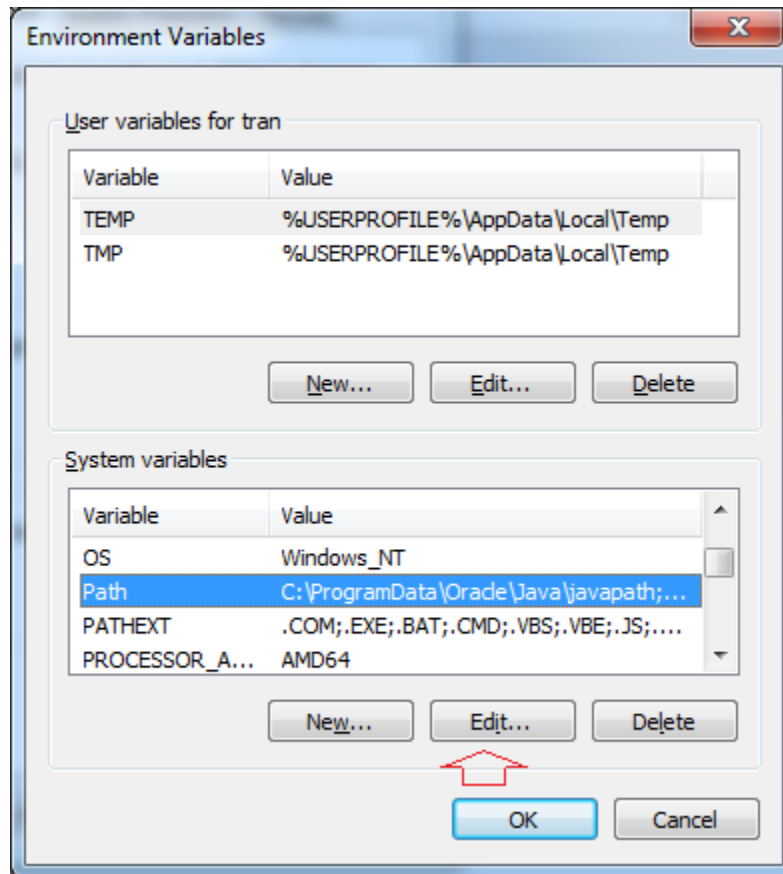 Environment Variables
User variables for tran
Variable Value
TEMP %USERPROFILE%\AppData\Local\Temp
TMP %USERPROFILE%\AppData\Local\Temp
New... Edit... Delete
System variables
Variable Value
OS Windows_NT
Path C:\ProgramData\Oracle\Java\javapath;...
PATHEXT .COM;.EXE;.BAT;.CMD;.VBS;.VBE;.JS;....
PROCESSOR_A... AMD64
New... Edit... Delete
OK Cancel